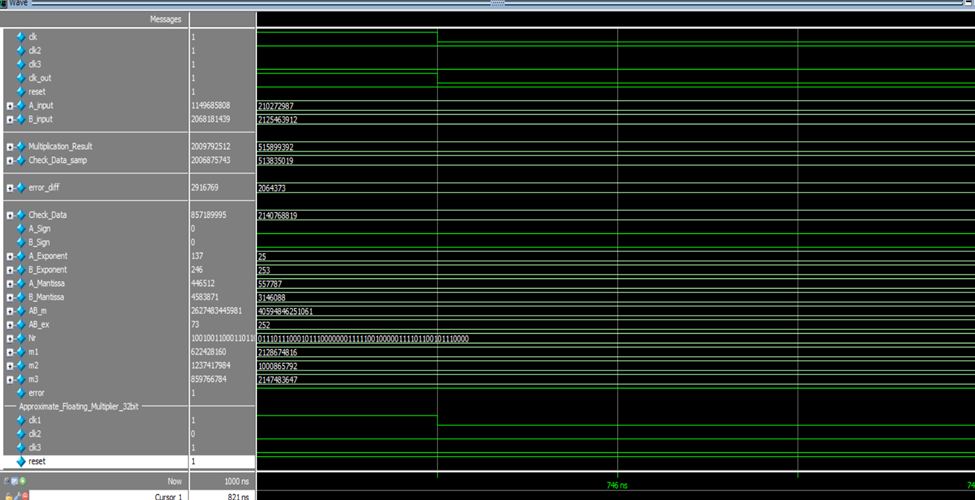 Wave
Messages
clk 1
clk2 1
clk3 1
clk_out 1
reset 1
A_input 1149685808 210272987
B_input 2068181439 2125463912
Multiplication_Result 2009792512 515899392
Check_Data_samp 2006875743 513835019
error_diff 2916769 2064373
Check_Data 857189995 2140768819
A_Sign 0
B_Sign 0
A_Exponent 137 25
B_Exponent 246 253
A_Mantissa 446512 557787
B_Mantissa 4583871 3146088
AB_m 2627483445981 40594846251061
AB_ex 73 252
Nr
m1 622428160 2128674816
m2 1237417984 1000865792
m3 859766784 2147483647
error 1
Approximate_Floating_Multiplier_32bit
clk1 1
clk2 0
clk3 1
reset 1
Now 1000 ns 746 ns
Cursor 1 821 ns